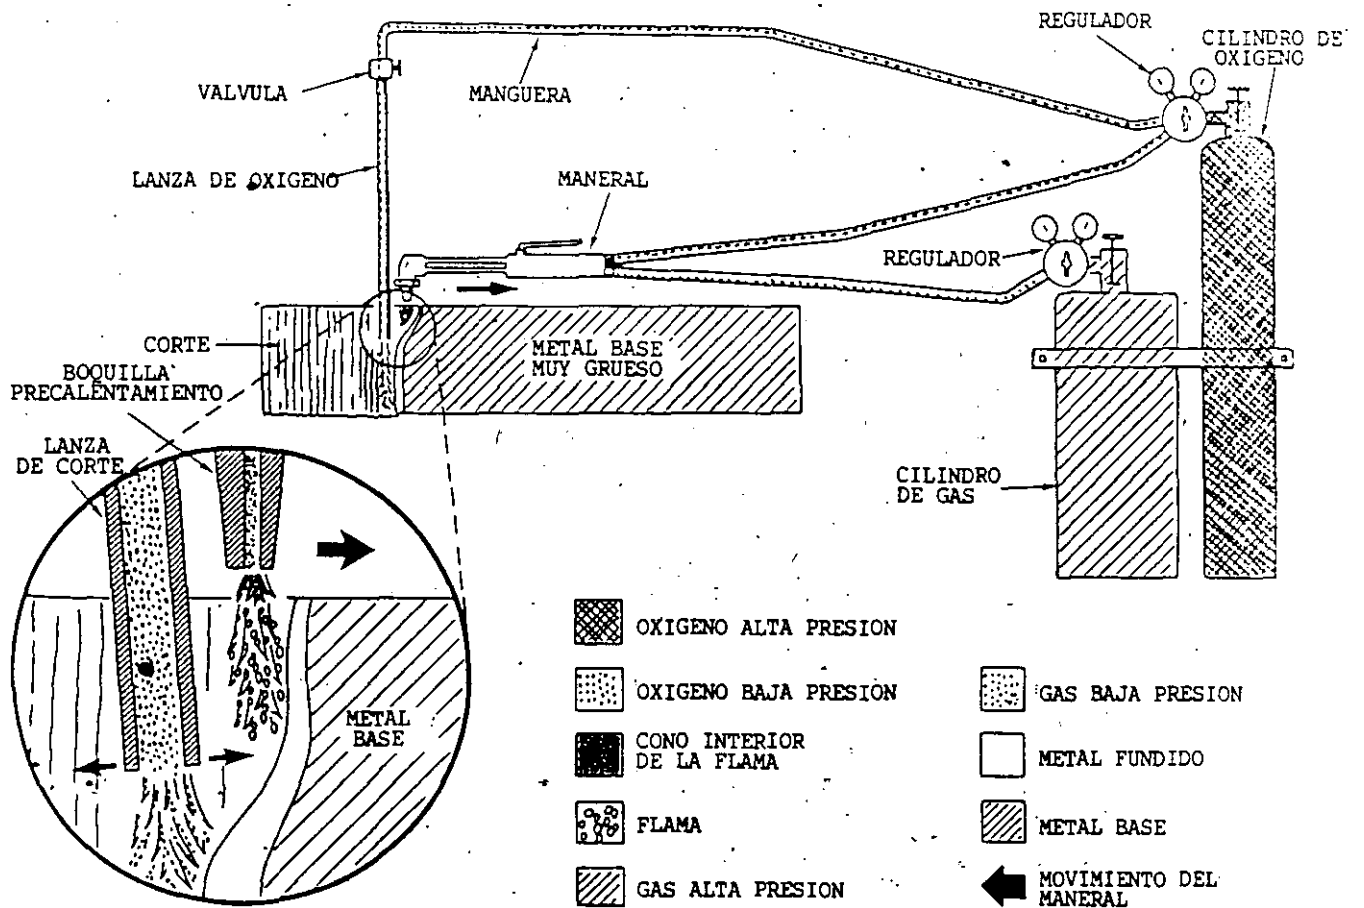 REGULADOR
CILINDRO DE
OXIGENO
VALVULA
MANGUERA
LANZA DE OXIGENO
MANERAL
REGULADOR
CORTE
METAL BASE
MUY GRUESO
BOQUILLA
PRECALENTAMIENTO
LANZA
DE CORTE
CILINDRO
DE GAS
METAL
BASE
OXIGENO ALTA PRESION
OXIGENO BAJA PRESION
CONO INTERIOR
DE LA FLAMA
FLAMA
GAS ALTA PRESION
GAS BAJA PRESION
METAL FUNDIDO
METAL BASE
MOVIMIENTO DEL
MANERAL